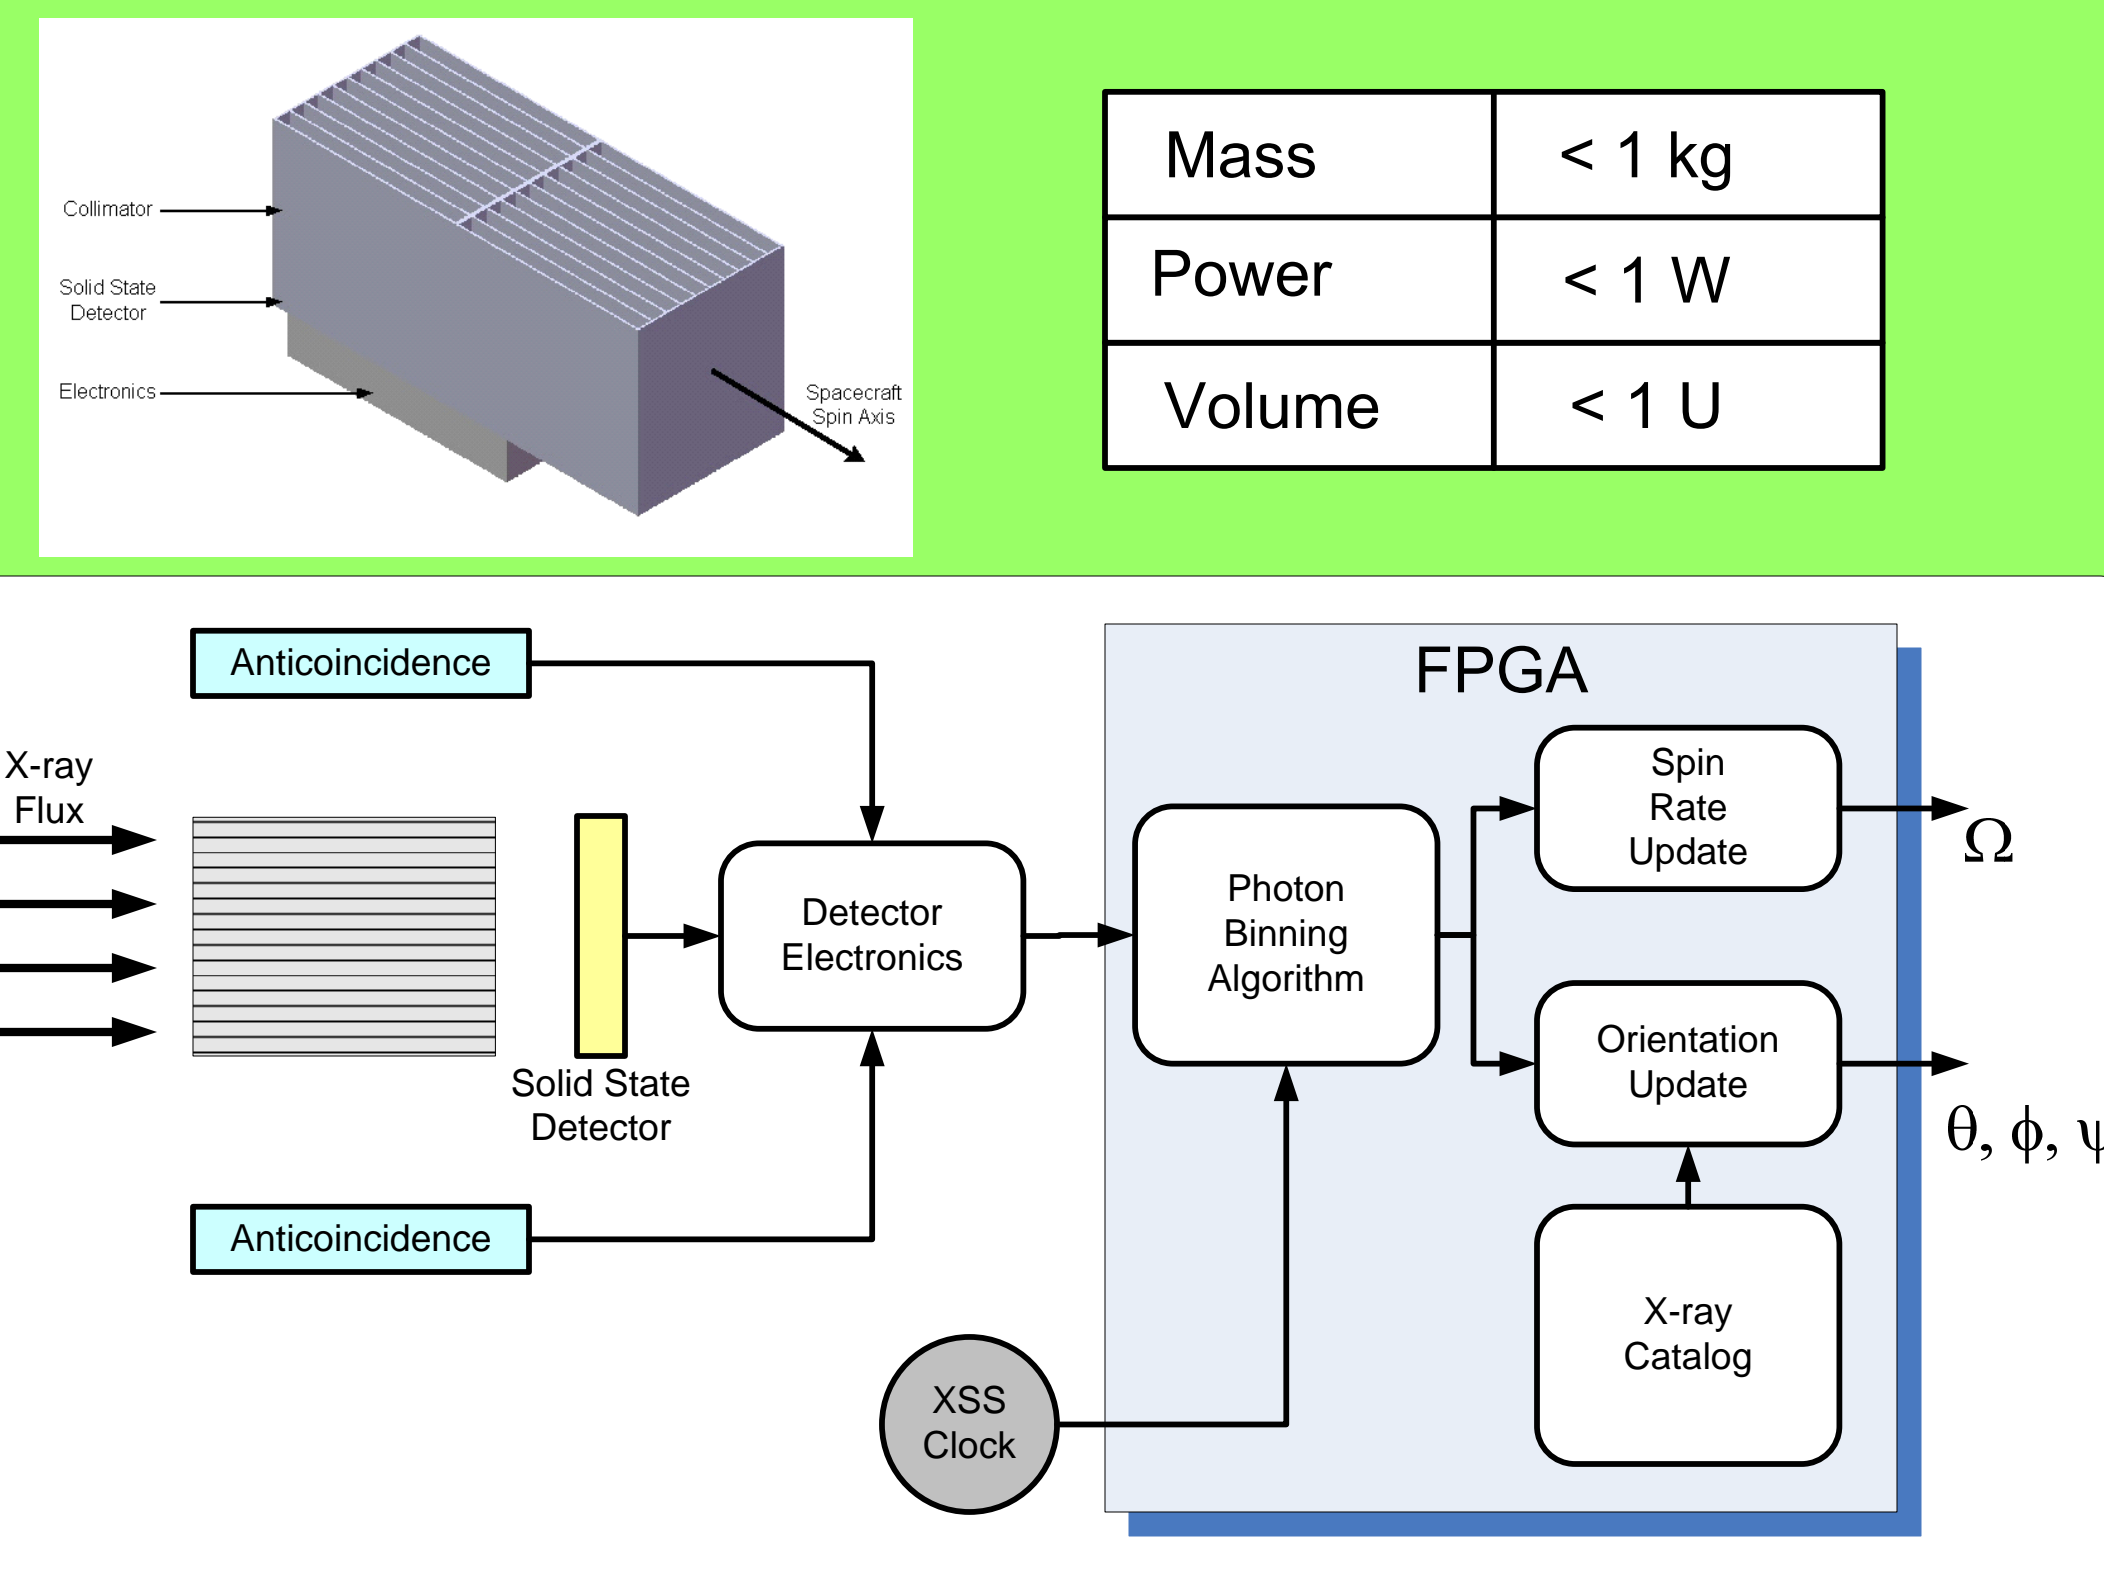 Collimator
Solid State
Detector
Electronics
Spacecraft
Spin Axis
Mass
< 1 kg
Power
< 1 W
Volume
< 1 U
Anticoincidence
FPGA
X-ray
Flux
Spin
Rate
Update
Ω
Detector
Electronics
Photon
Binning
Algorithm
Solid State
Detector
Orientation
Update
θ, ϕ, ψ
Anticoincidence
X-ray
Catalog
XSS
Clock